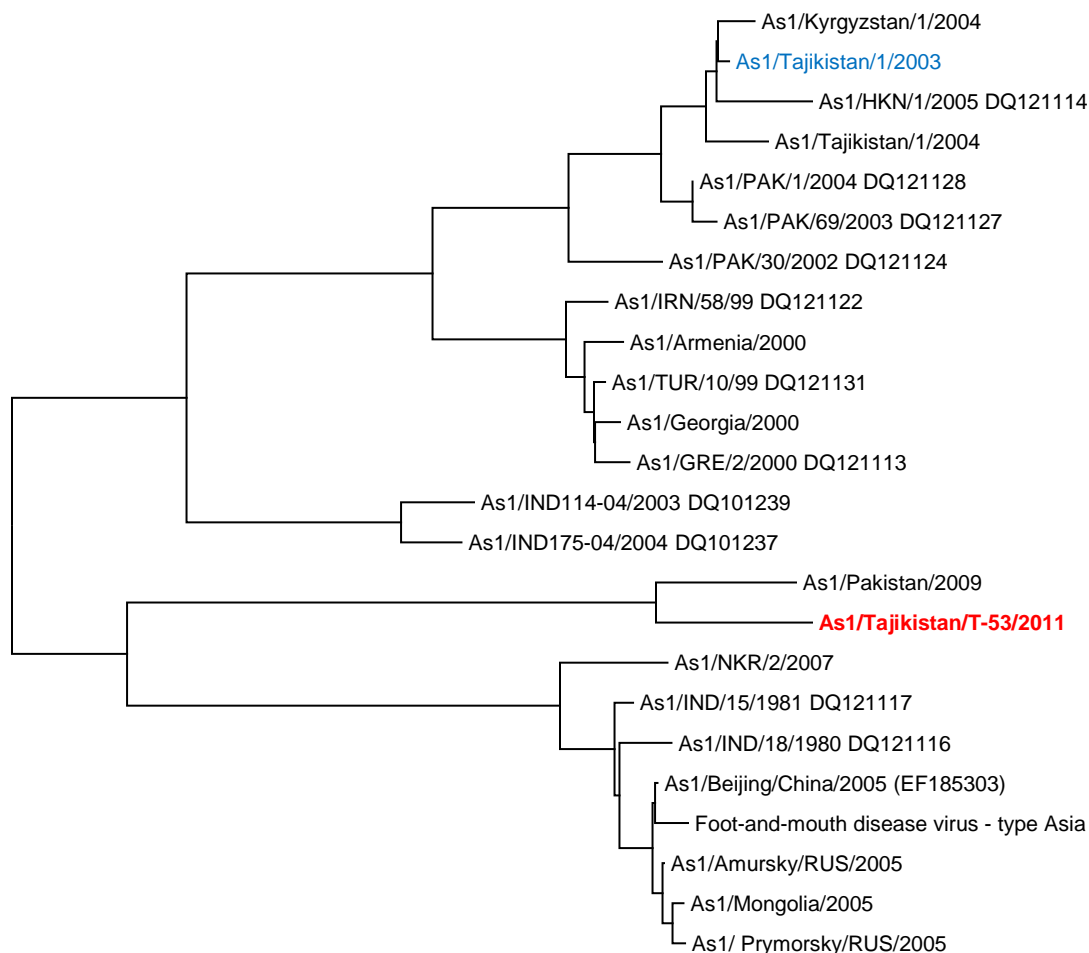 As1/Kyrgyzstan/1/2004
As1/Tajikistan/1/2003
As1/HKN/1/2005 DQ121114
As1/Tajikistan/1/2004
As1/PAK/1/2004 DQ121128
As1/PAK/69/2003 DQ121127
As1/PAK/30/2002 DQ121124
As1/IRN/58/99 DQ121122
As1/Armenia/2000
As1/TUR/10/99 DQ121131
As1/Georgia/2000
As1/GRE/2/2000 DQ121113
As1/IND114-04/2003 DQ101239
As1/IND175-04/2004 DQ101237
As1/Pakistan/2009
As1/Tajikistan/T-53/2011
As1/NKR/2/2007
As1/IND/15/1981 DQ121117
As1/IND/18/1980 DQ121116
As1/Beijing/China/2005 (EF185303)
Foot-and-mouth disease virus - type Asia
As1/Amursky/RUS/2005
As1/Mongolia/2005
As1/ Prymorsky/RUS/2005